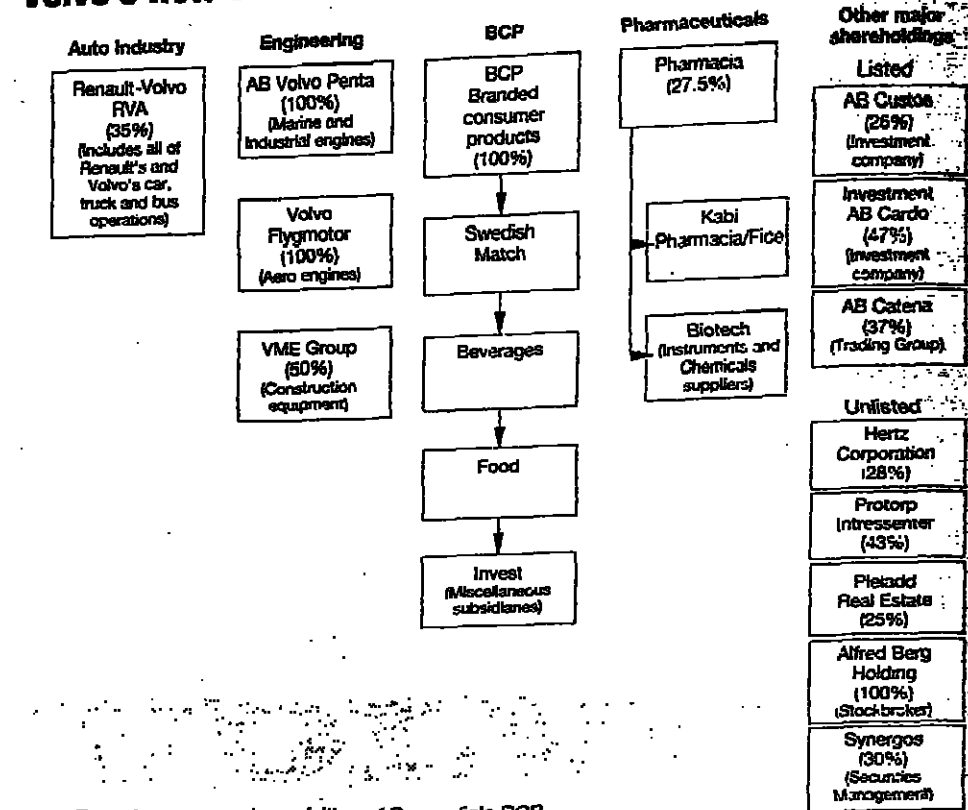 Auto Industry
Renault-Volvo
RVA
(35%)
(Includes all of
Renault's and
Volvo's car,
truck and bus
operations)
Engineering
AB Volvo Penta
(100%)
(Marine and
Industrial engines)
Volvo
Flygmotor
(100%)
(Aero engines)
VME Group
(50%)
(Construction
equipment)
BCP
BCP
Branded
consumer
products
(100%)
Swedish
Match
Beverages
Food
Invest
(Miscellaneous
subsidiaries)
Pharmaceuticals
Pharmacia
(27.5%)
Kabi
Pharmacia/Fice
Biotech
(Instruments and
Chemicals
suppliers)
Other major
shareholdings
Listed
AB Custos
(26%)
(Investment
company)
Investment
AB Cardo
(47%)
(Investment
company)
AB Catena
(37%)
(Trading Group)
Unlisted
Hertz
Corporation
(28%)
Protorp
Intressenter
(43%)
Pleiadd
Real Estate
(25%)
Alfred Berg
Holding
(100%)
(Stockbroker)
Synergos
(30%)
(Securities
Management)